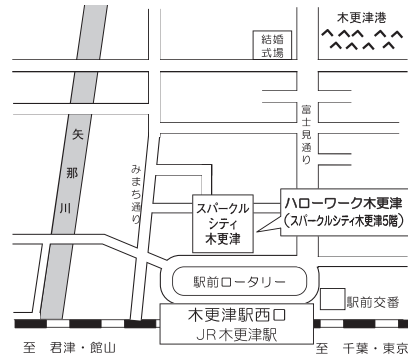 木更津港
結婚
式場
富士見通り
矢那川
みまち通り
スパークル
シティ
木更津
ハローワーク木更津
(スパークルシティ木更津5階)
駅前ロータリー
駅前交番
木更津駅西口
JR木更津駅
至 君津・館山
至 千葉・東京